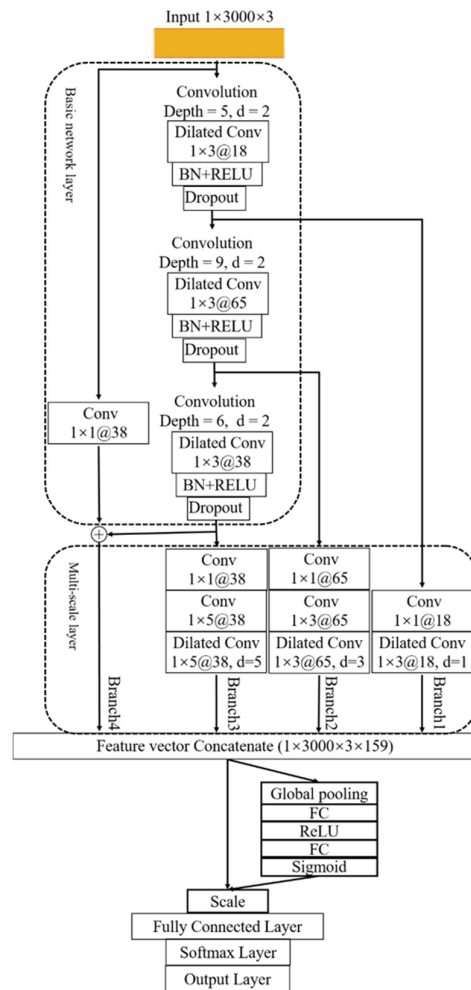 Input 1×3000×3
Basic network layer
Convolution
Depth = 5, d = 2
Dilated Conv
1×3@18
BN+RELU
Dropout
Convolution
Depth = 9, d = 2
Dilated Conv
1×3@65
BN+RELU
Dropout
Convolution
Depth = 6,  d = 2
Dilated Conv
1×3@38
BN+RELU
Dropout
Conv
1×1@38
+
Multi-scale layer
Conv
1×1@38
Conv
1×5@38
Dilated Conv
1×5@38, d=5
Conv
1×1@65
Conv
1×3@65
Dilated Conv
1×3@65, d=3
Conv
1×1@18
Dilated Conv
1×3@18, d=1
Branch4
Branch3
Branch2
Branch1
Feature vector Concatenate (1×3000×3×159)
Global pooling
FC
ReLU
FC
Sigmoid
Scale
Fully Connected Layer
Softmax Layer
Output Layer